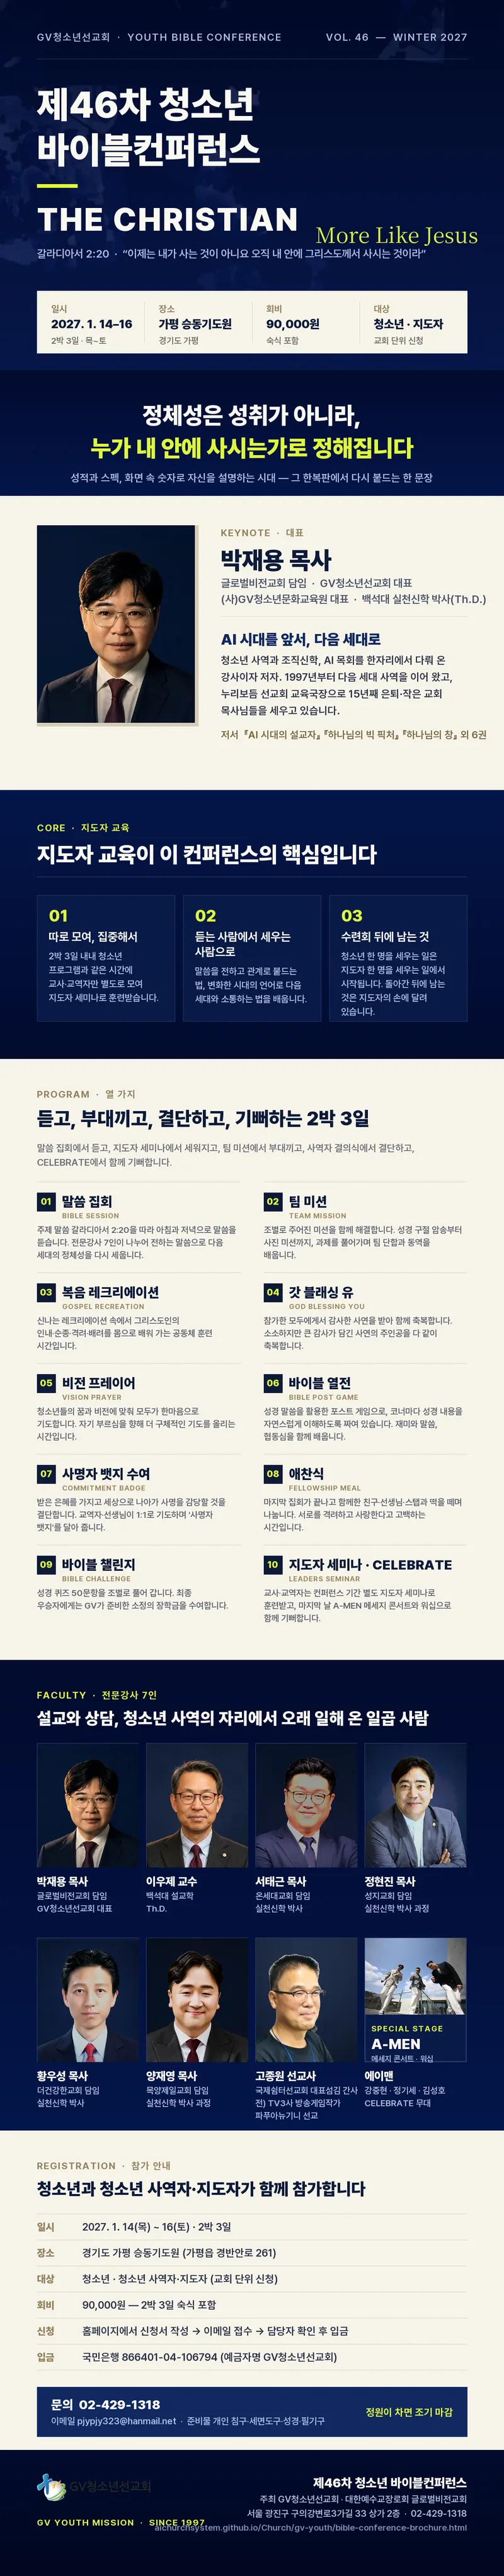 GV청소년선교회 · YOUTH BIBLE CONFERENCE
VOL. 46 — WINTER 2027
제46차 청소년
바이블컨퍼런스
THE CHRISTIAN
More Like Jesus
갈라디아서 2:20 · “이제는 내가 사는 것이 아니요 오직 내 안에 그리스도께서 사시는 것이라”
일시
2027. 1. 14–16
2박 3일 · 목~토
장소
가평 승동기도원
경기도 가평
회비
90,000원
숙식 포함
대상
청소년 · 지도자
교회 단위 신청
정체성은 성취가 아니라,
누가 내 안에 사시는가로 정해집니다
성적과 스펙, 화면 속 숫자로 자신을 설명하는 시대 — 그 한복판에서 다시 붙드는 한 문장
KEYNOTE · 대표
박재용 목사
글로벌비전교회 담임 · GV청소년선교회 대표
(사)GV청소년문화교육원 대표 · 백석대 실천신학 박사(Th.D.)
AI 시대를 앞서, 다음 세대로
청소년 사역과 조직신학, AI 목회를 한자리에서 다뤄 온
강사이자 저자. 1997년부터 다음 세대 사역을 이어 왔고,
누리보듬 선교회 교육국장으로 15년째 은퇴·작은 교회
목사님들을 세우고 있습니다.
저서 『AI 시대의 설교자』 『하나님의 빅 픽처』 『하나님의 창』 외 6권
CORE · 지도자 교육
지도자 교육이 이 컨퍼런스의 핵심입니다
01
따로 모여, 집중해서
2박 3일 내내 청소년
프로그램과 같은 시간에
교사·교역자만 별도로 모여
지도자 세미나로 훈련받습니다.
02
듣는 사람에서 세우는
사람으로
말씀을 전하고 관계로 붙드는
법, 변화한 시대의 언어로 다음
세대와 소통하는 법을 배웁니다.
03
수련회 뒤에 남는 것
청소년 한 명을 세우는 일은
지도자 한 명을 세우는 일에서
시작됩니다. 돌아간 뒤에 남는
것은 지도자의 손에 달려
있습니다.
PROGRAM · 열 가지
듣고, 부대끼고, 결단하고, 기뻐하는 2박 3일
말씀 집회에서 듣고, 지도자 세미나에서 세워지고, 팀 미션에서 부대끼고, 사역자 결의식에서 결단하고,
CELEBRATE에서 함께 기뻐합니다.
01 말씀 집회
BIBLE SESSION
주제 말씀 갈라디아서 2:20을 따라 아침과 저녁으로 말씀을
듣습니다. 전문강사 7인이 나누어 전하는 말씀으로 다음
세대의 정체성을 다시 세웁니다.
02 팀 미션
TEAM MISSION
조별로 주어진 미션을 함께 해결합니다. 성경 구절 암송부터
사진 미션까지, 과제를 풀어가며 팀 단합과 동역을
배웁니다.
03 복음 레크리에이션
GOSPEL RECREATION
신나는 레크리에이션 속에서 그리스도인의
인내·순종·격려·배려를 몸으로 배워 가는 공동체 훈련
시간입니다.
04 갓 블레싱 유
GOD BLESSING YOU
참가한 모두에게서 감사한 사연을 받아 함께 축복합니다.
소소하지만 큰 감사가 담긴 사연의 주인공을 다 같이
축복합니다.
05 비전 프레이어
VISION PRAYER
청소년들의 꿈과 비전에 맞춰 모두가 한마음으로
기도합니다. 자기 부르심을 향해 더 구체적인 기도를 올리는
시간입니다.
06 바이블 열전
BIBLE POST GAME
성경 말씀을 활용한 포스트 게임으로, 코너마다 성경 내용을
자연스럽게 이해하도록 짜여 있습니다. 재미와 말씀,
협동심을 함께 배웁니다.
07 사명자 뱃지 수여
COMMITMENT BADGE
받은 은혜를 가지고 세상으로 나아가 사명을 감당할 것을
결단합니다. 교역자·선생님이 1:1로 기도하며 '사명자
뱃지'를 달아 줍니다.
08 애찬식
FELLOWSHIP MEAL
마지막 집회가 끝나고 함께한 친구·선생님·스탭과 떡을 떼며
나눕니다. 서로를 격려하고 사랑한다고 고백하는
시간입니다.
09 바이블 챌린지
BIBLE CHALLENGE
성경 퀴즈 50문항을 조별로 풀어 갑니다. 최종
우승자에게는 GV가 준비한 소정의 장학금을 수여합니다.
10 지도자 세미나 · CELEBRATE
LEADERS SEMINAR
교사·교역자는 컨퍼런스 기간 별도 지도자 세미나로
훈련받고, 마지막 날 A-MEN 메세지 콘서트와 워십으로
함께 기뻐합니다.
FACULTY · 전문강사 7인
설교와 상담, 청소년 사역의 자리에서 오래 일해 온 일곱 사람
박재용 목사
글로벌비전교회 담임
GV청소년선교회 대표
이우제 교수
백석대 설교학
Th.D.
서태근 목사
온세대교회 담임
실천신학 박사
정현진 목사
성지교회 담임
실천신학 박사 과정
황우성 목사
더건강한교회 담임
실천신학 박사
양재영 목사
목양제일교회 담임
실천신학 박사 과정
고종원 선교사
국제쉼터선교회 대표섬김 간사
전) TV3사 방송게임작가
파푸아뉴기니 선교
SPECIAL STAGE
A-MEN
메세지 콘서트 · 워십
에이맨
강중현 · 정기세 · 김성호
CELEBRATE 무대
REGISTRATION · 참가 안내
청소년과 청소년 사역자·지도자가 함께 참가합니다
일시 2027. 1. 14(목) ~ 16(토) · 2박 3일
장소 경기도 가평 승동기도원 (가평읍 경반안로 261)
대상 청소년 · 청소년 사역자·지도자 (교회 단위 신청)
회비 90,000원 — 2박 3일 숙식 포함
신청 홈페이지에서 신청서 작성 → 이메일 접수 → 담당자 확인 후 입금
입금 국민은행 866401-04-106794 (예금자명 GV청소년선교회)
문의 02-429-1318
이메일 pjypjy323@hanmail.net · 준비물 개인 침구·세면도구·성경·필기구
정원이 차면 조기 마감
GV청소년선교회
GV YOUTH MISSION · SINCE 1997
제46차 청소년 바이블컨퍼런스
주최 GV청소년선교회 · 대한예수교장로회 글로벌비전교회
서울 광진구 구의강변로3가길 33 상가 2층 · 02-429-1318
aichurchsystem.github.io/Church/gv-youth/bible-conference-brochure.html